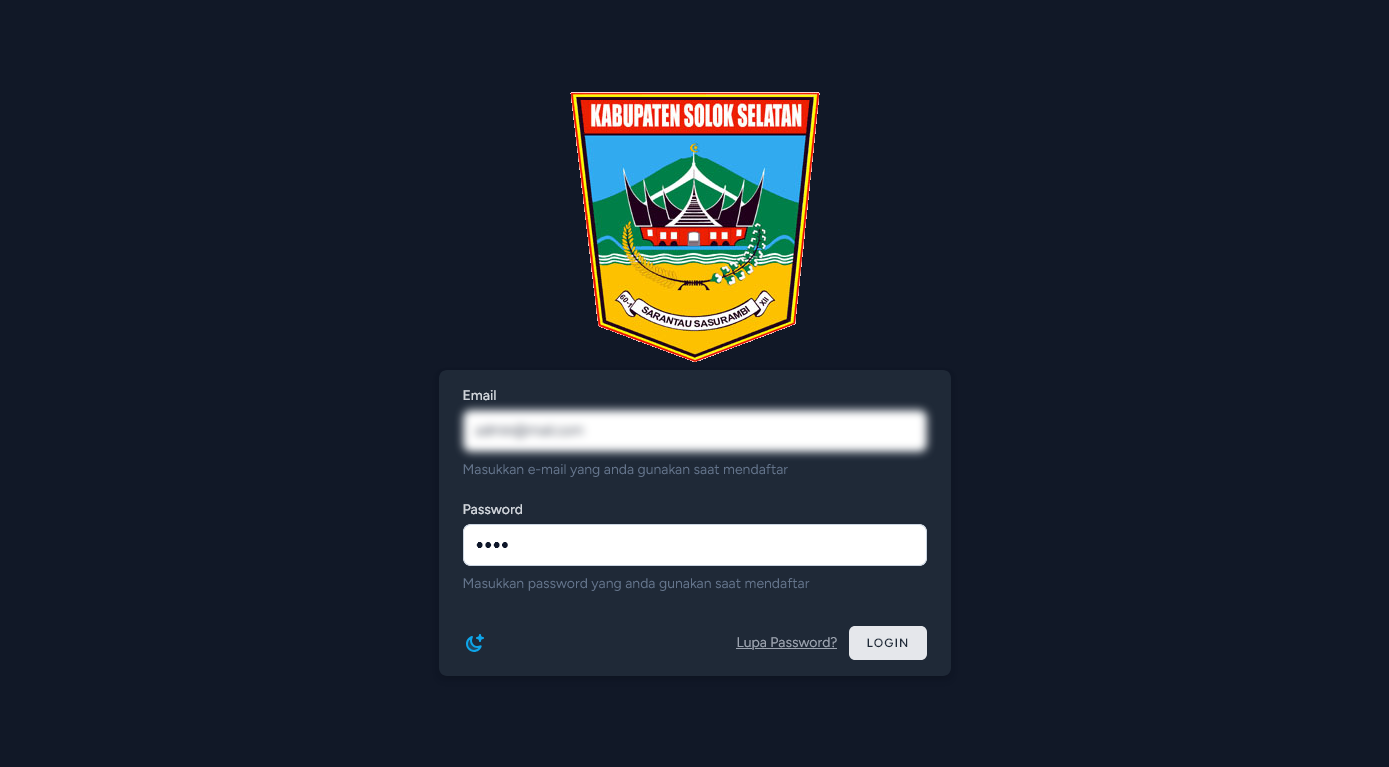 KABUPATEN SOLOK SELATAN
SARANTAU SASURAMBI
XII
Email
Masukkan e-mail yang anda gunakan saat mendaftar
Password
Masukkan password yang anda gunakan saat mendaftar
Lupa Password?
LOGIN